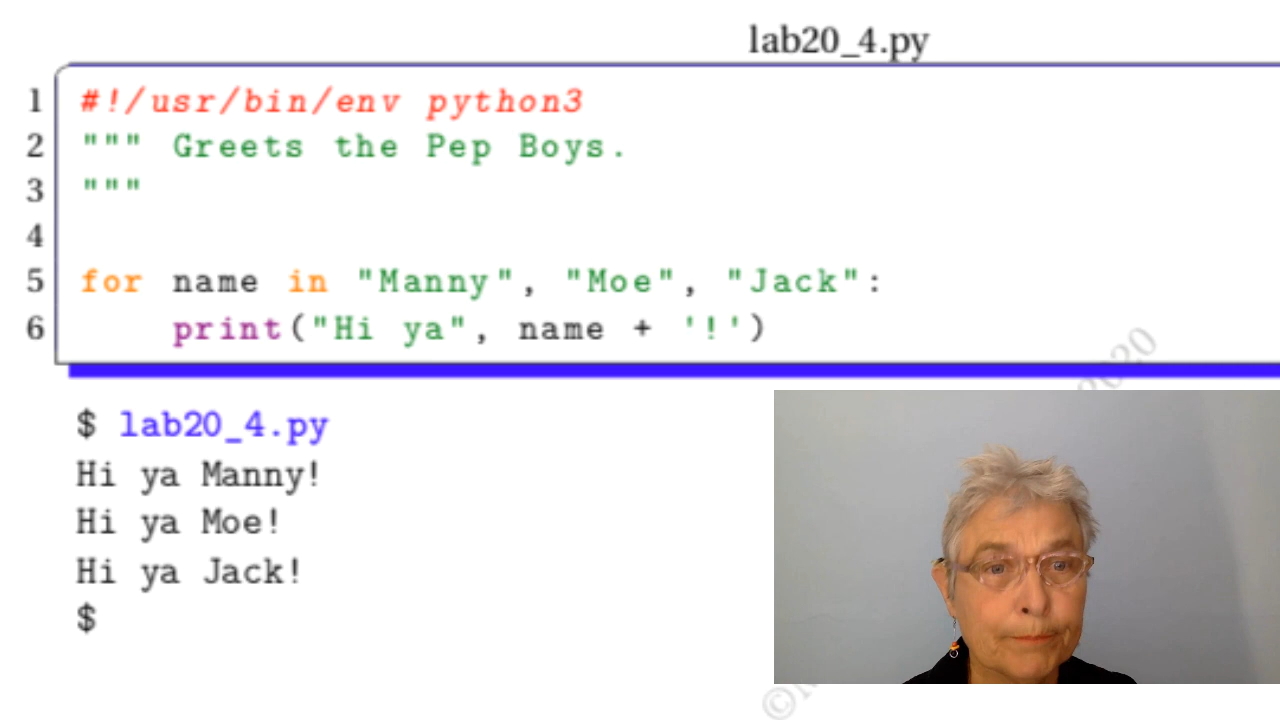 lab20_4.py
1 #!/usr/bin/env python3
2 """ Greets the Pep Boys.
3 """
4
5 for name in "Manny", "Moe", "Jack":
6     print("Hi ya", name + '!')
2020
$ lab20_4.py
Hi ya Manny!
Hi ya Moe!
Hi ya Jack!
$
©